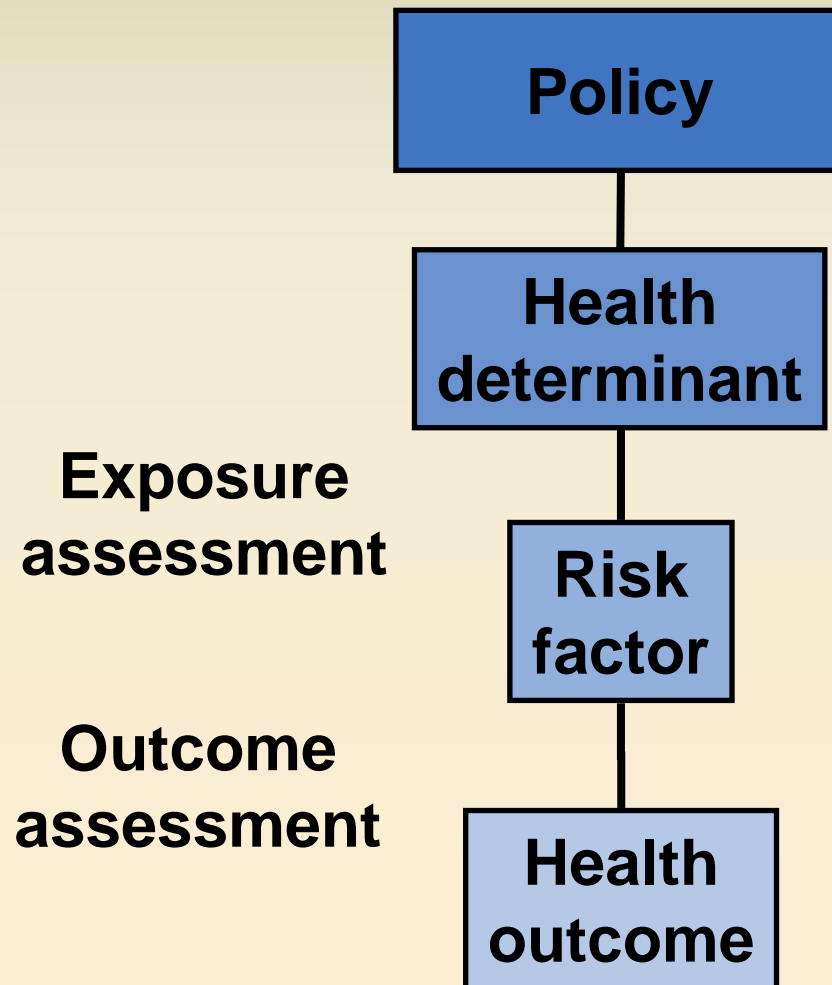 Policy
Health
determinant
Exposure
assessment
Risk
factor
Outcome
assessment
Health
outcome